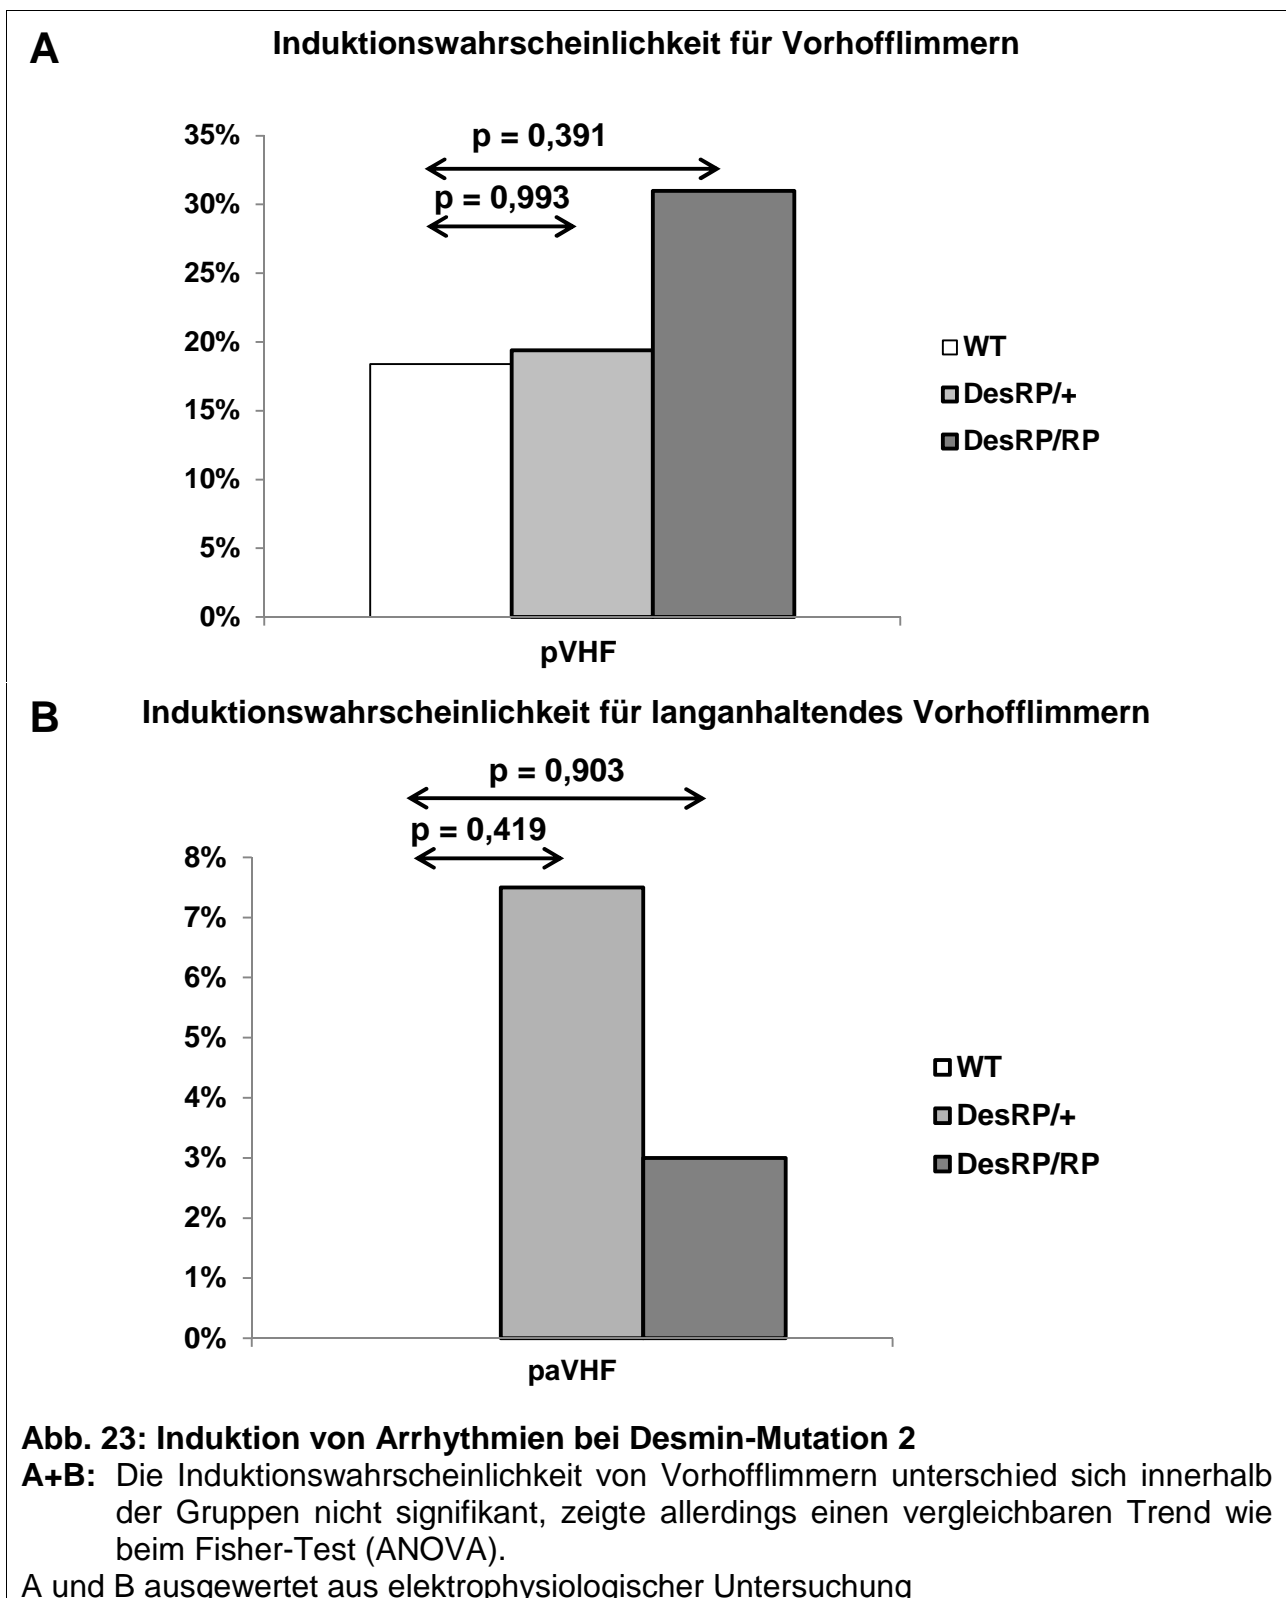 A
Induktionswahrscheinlichkeit für Vorhofflimmern
35%
30%
25%
20%
15%
10%
5%
0%
p = 0,391
p = 0,993
WT
DesRP/+
DesRP/RP
pVHF
B
Induktionswahrscheinlichkeit für langanhaltendes Vorhofflimmern
p = 0,903
p = 0,419
8%
7%
6%
5%
4%
3%
2%
1%
0%
WT
DesRP/+
DesRP/RP
paVHF
Abb. 23: Induktion von Arrhythmien bei Desmin-Mutation 2
A+B: Die Induktionswahrscheinlichkeit von Vorhofflimmern unterschied sich innerhalb
der Gruppen nicht signifikant, zeigte allerdings einen vergleichbaren Trend wie
beim Fisher-Test (ANOVA).
A und B ausgewertet aus elektrophysiologischer Untersuchung